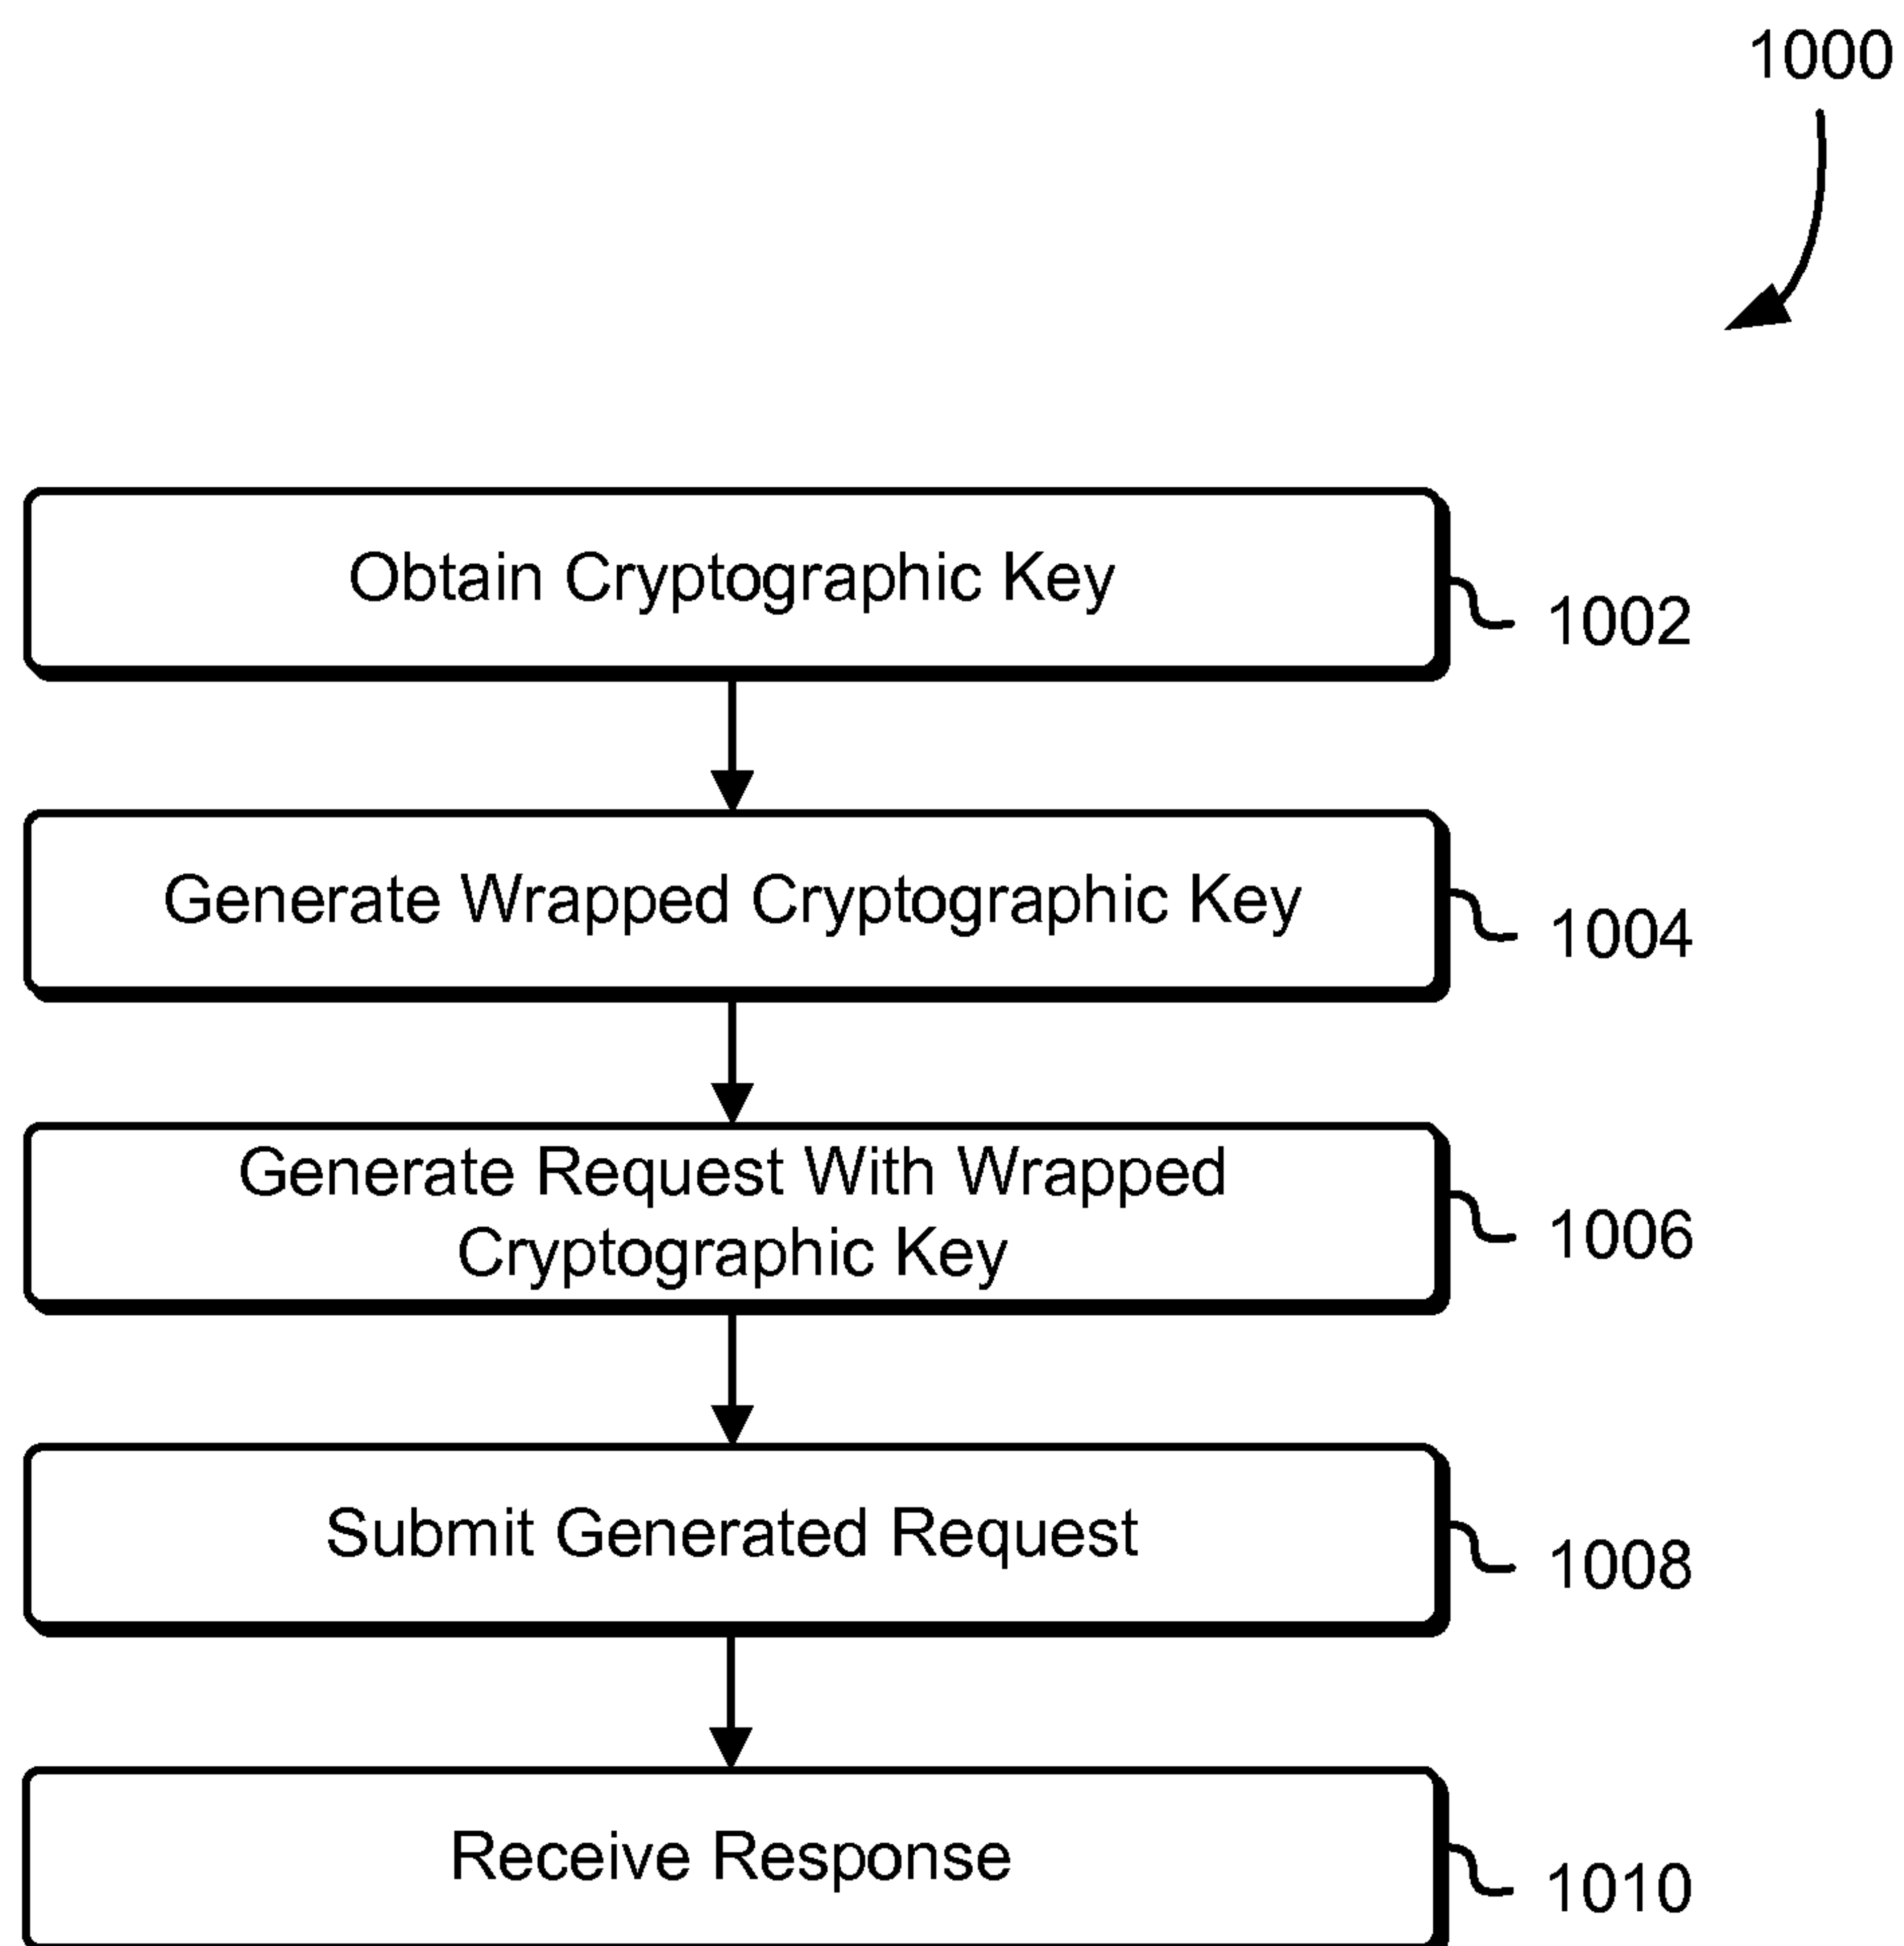 1000
Obtain Cryptographic Key
1002
Generate Wrapped Cryptographic Key
1004
Generate Request With Wrapped
Cryptographic Key
1006
Submit Generated Request
1008
Receive Response
1010